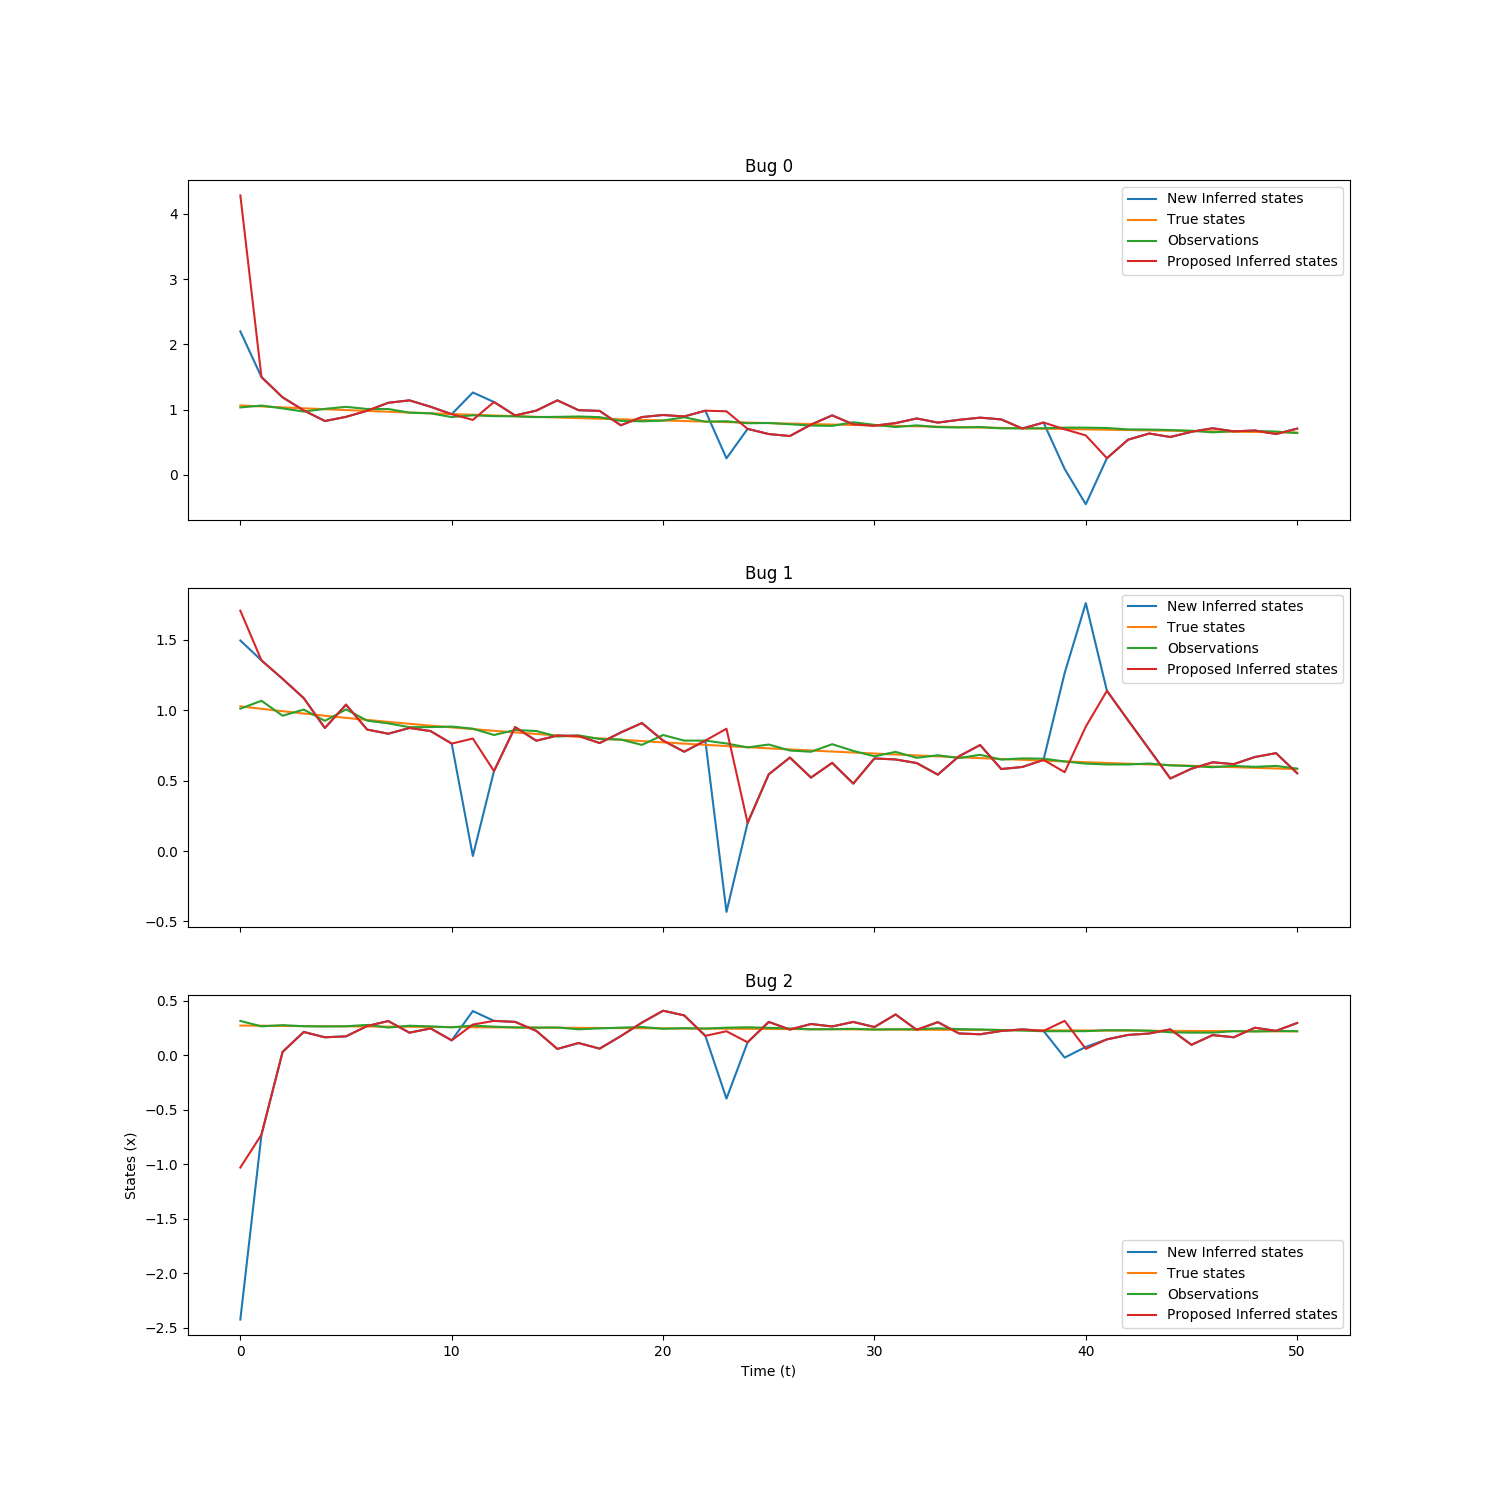 Bug 0
4
3
2
1
0
New Inferred states
True states
Observations
Proposed Inferred states
Bug 1
1.5
1.0
0.5
0.0
−0.5
New Inferred states
True states
Observations
Proposed Inferred states
Bug 2
0.5
0.0
−0.5
−1.0
−1.5
−2.0
−2.5
States (x)
New Inferred states
True states
Observations
Proposed Inferred states
0 10 20 30 40 50
Time (t)